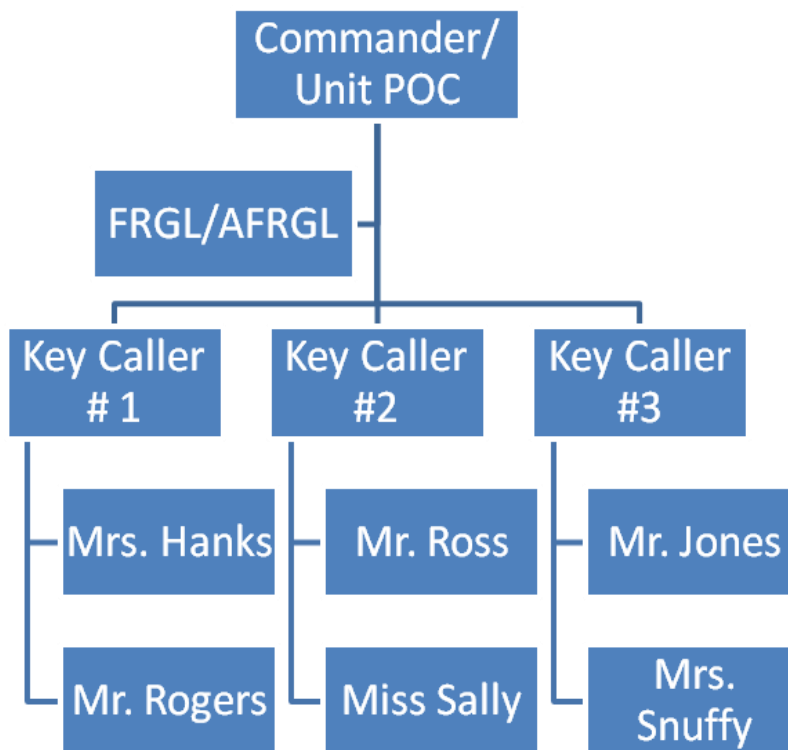 Commander/
Unit POC
FRGL/AFRGL
Key Caller
# 1
Key Caller
#2
Key Caller
#3
Mrs. Hanks
Mr. Ross
Mr. Jones
Mr. Rogers
Miss Sally
Mrs.
Snuffy